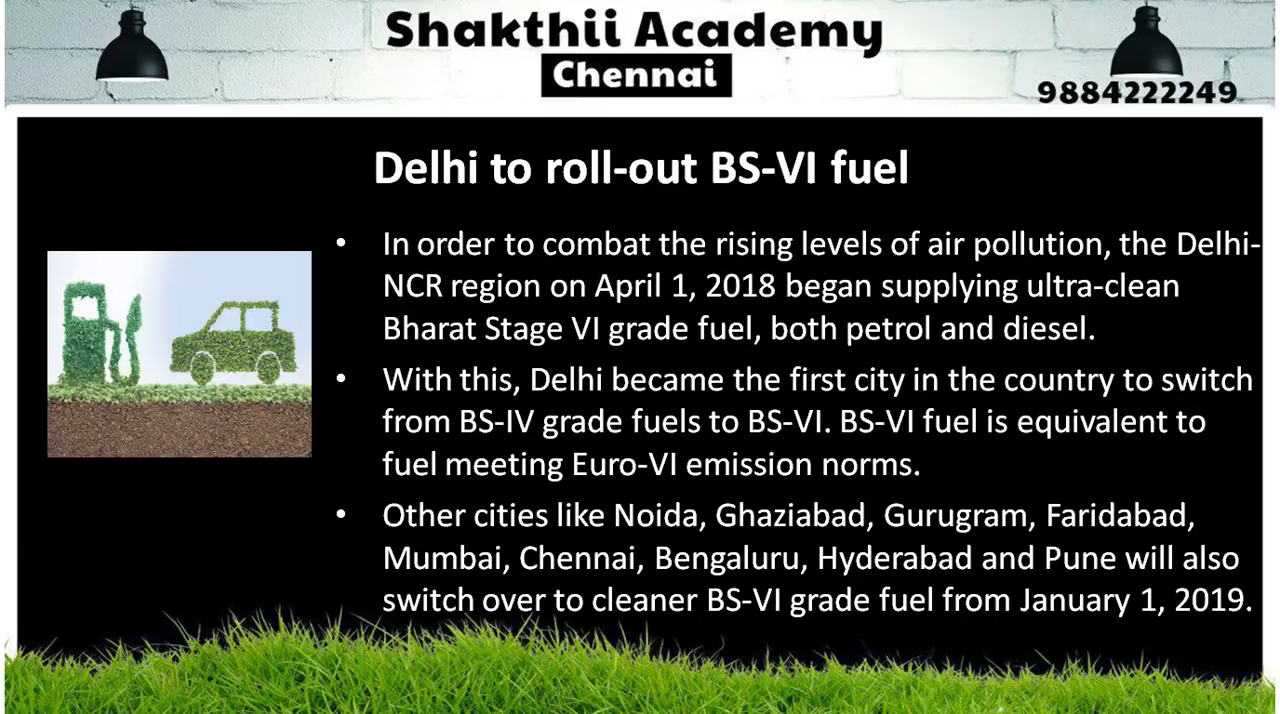 Shakthii Academy
Chennai
9884222249
Delhi to roll-out BS-VI fuel
• In order to combat the rising levels of air pollution, the Delhi-
NCR region on April 1, 2018 began supplying ultra-clean
Bharat Stage VI grade fuel, both petrol and diesel.
• With this, Delhi became the first city in the country to switch
from BS-IV grade fuels to BS-VI. BS-VI fuel is equivalent to
fuel meeting Euro-VI emission norms.
• Other cities like Noida, Ghaziabad, Gurugram, Faridabad,
Mumbai, Chennai, Bengaluru, Hyderabad and Pune will also
switch over to cleaner BS-VI grade fuel from January 1, 2019.